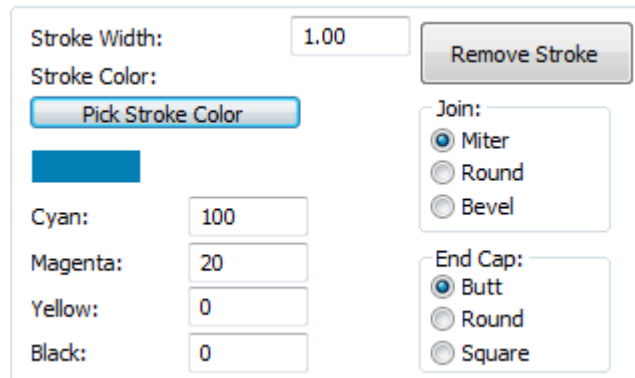 Stroke Width: 1.00
Remove Stroke
Stroke Color:
Pick Stroke Color
Cyan: 100
Magenta: 20
Yellow: 0
Black: 0
Join:
Miter
Round
Bevel
End Cap:
Butt
Round
Square